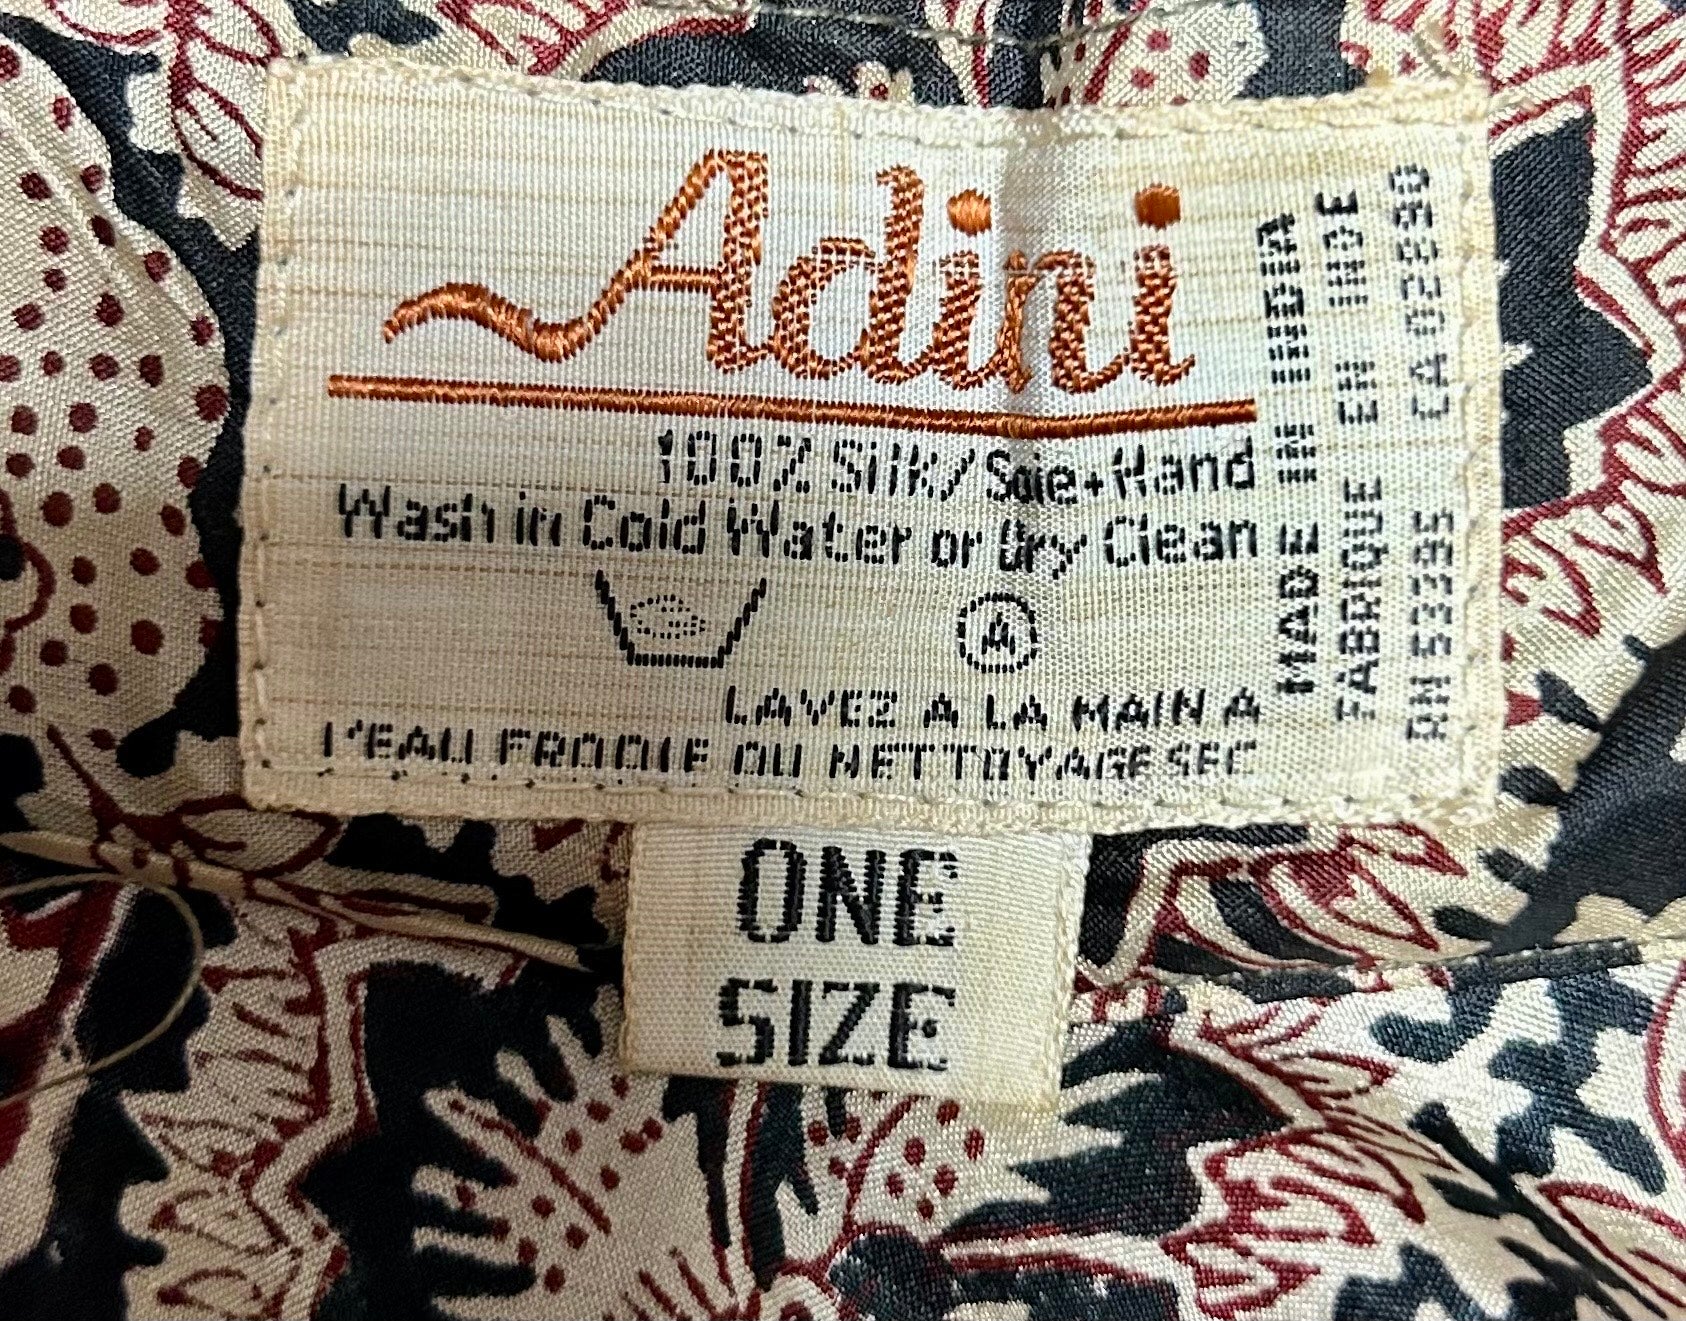 Adini
100% Silk/Soie+Hand
Wash in Cold Water or Dry Clean
A
LAVEZ A LA MAIN A
L'EAU FRODIE OU NETTOYAGE SEC
MADE IN INDIA
FABRIQUE EN INDE
RN 53395 CA 02890
ONE
SIZE